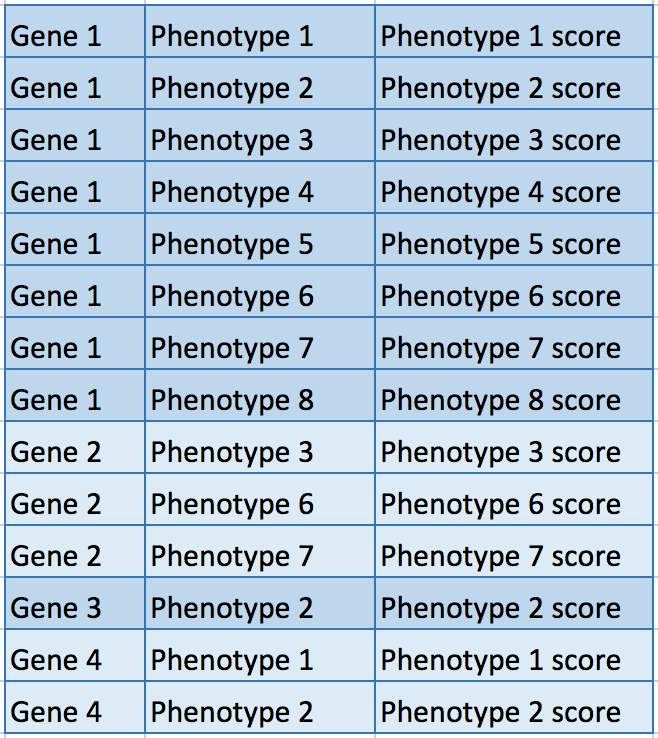 Gene 1 Phenotype 1 Phenotype 1 score
Gene 1 Phenotype 2 Phenotype 2 score
Gene 1 Phenotype 3 Phenotype 3 score
Gene 1 Phenotype 4 Phenotype 4 score
Gene 1 Phenotype 5 Phenotype 5 score
Gene 1 Phenotype 6 Phenotype 6 score
Gene 1 Phenotype 7 Phenotype 7 score
Gene 1 Phenotype 8 Phenotype 8 score
Gene 2 Phenotype 3 Phenotype 3 score
Gene 2 Phenotype 6 Phenotype 6 score
Gene 2 Phenotype 7 Phenotype 7 score
Gene 3 Phenotype 2 Phenotype 2 score
Gene 4 Phenotype 1 Phenotype 1 score
Gene 4 Phenotype 2 Phenotype 2 score